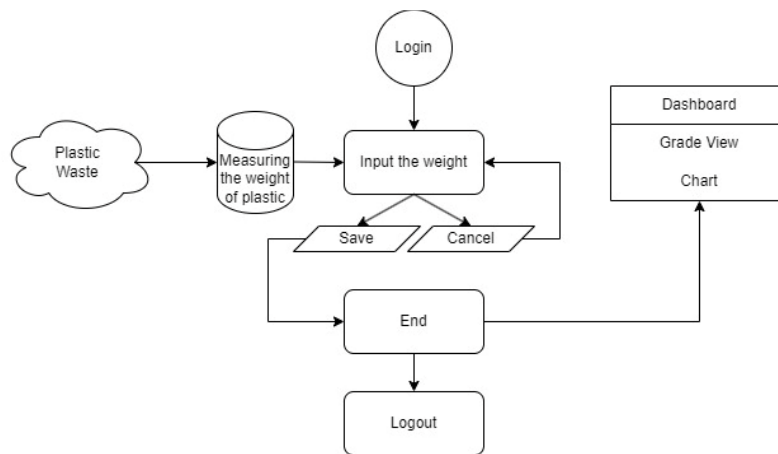 Login
Plastic
Waste
Measuring
the weight
of plastic
Input the weight
Dashboard
Grade View
Chart
Save
Cancel
End
Logout